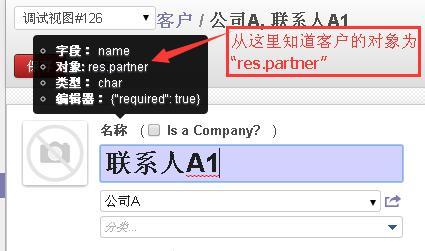 调试视图#126
客户 / 公司A, 联系人A1
字段： name
对象: res.partner
类型： char
编辑器： {"required": true}
从这里知道客户的对象为
“res.partner”
名称 ( Is a Company? )
联系人A1
公司A
分类...